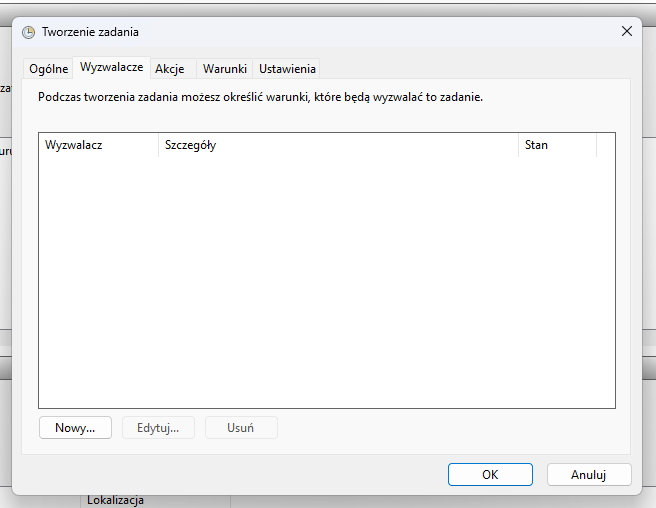 Tworzenie zadania
Ogólne Wyzwalacze Akcje Warunki Ustawienia
Podczas tworzenia zadania możesz określić warunki, które będą wyzwalać to zadanie.
Wyzwalacz Szczegóły Stan
Nowy... Edytuj... Usuń
OK Anuluj
Lokalizacja